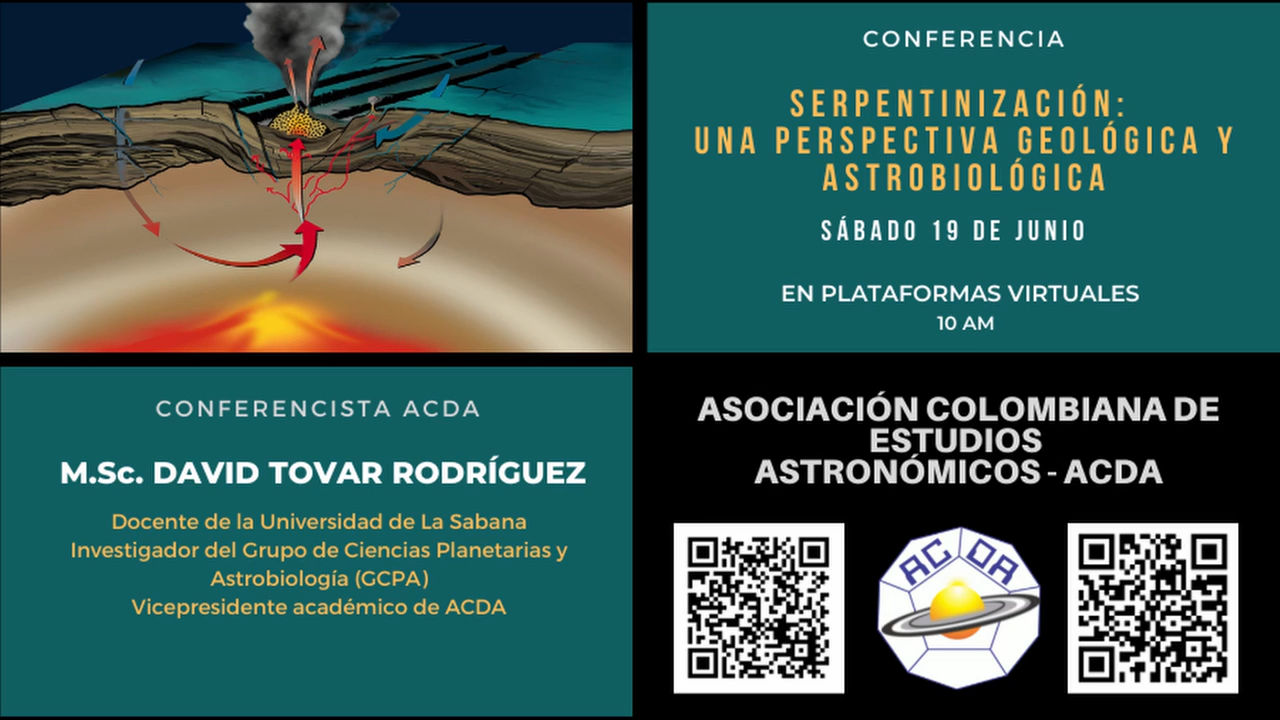 CONFERENCIA
SERPENTINIZACIÓN:
UNA PERSPECTIVA GEOLÓGICA Y
ASTROBIOLÓGICA
SÁBADO 19 DE JUNIO
EN PLATAFORMAS VIRTUALES
10 AM
CONFERENCISTA ACDA
M.Sc. DAVID TOVAR RODRÍGUEZ
Docente de la Universidad de La Sabana
Investigador del Grupo de Ciencias Planetarias y
Astrobiología (GCPA)
Vicepresidente académico de ACDA
ASOCIACIÓN COLOMBIANA DE
ESTUDIOS
ASTRONÓMICOS - ACDA
AC DA